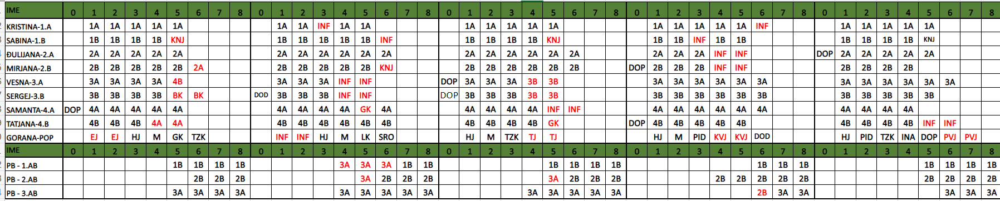 IME 0 1 2 3 4 5 6 7 8 0 1 2 3 4 5 6 7 8 0 1 2 3 4 5 6 7 8 0 1 2 3 4 5 6 7 8 0 1 2 3 4 5 6 7 8
KRISTINA-1.A 1A 1A 1A 1A 1A 1A 1A INF 1A 1A 1A 1A 1A 1A 1A 1A 1A 1A 1A 1A INF 1A 1A 1A 1A 1A
SABINA-1.B 1B 1B 1B 1B KNJ 1B 1B 1B 1B 1B INF 1B 1B 1B 1B KNJ 1B 1B INF 1B 1B 1B 1B 1B 1B KNJ
ĐULIJANA-2.A 2A 2A 2A 2A 2A 2A 2A 2A 2A 2A 2A 2A 2A 2A 2A 2A 2A 2A 2A 2A INF INF DOP 2A 2A 2A 2A 2A
MIRJANA-2.B 2B 2B 2B 2B 2B 2A 2B 2B 2B 2B 2B KNJ 2B 2B 2B 2B 2B 2B DOP 2B 2B 2B INF INF 2B 2B 2B 2B
VESNA-3.A 3A 3A 3A 3A 4B 3A 3A 3A INF INF DOP 3A 3A 3A 3B 3B 3A 3A 3A 3A 3A 3A 3A 3A 3A 3A 3A 3A
SERGEJ-3.B 3B 3B 3B 3B BK BK DOD 3B 3B 3B INF INF DOP 3B 3B 3B 3B 3B 3B 3B 3B 3B 3B 3B 3B 3B 3B 3B 3B
SAMANTA-4.A DOP 4A 4A 4A 4A 4A 4A 4A 4A 4A GK 4A 4A 4A 4A 4A INF INF 4A 4A 4A 4A 4A 4A 4A 4A 4A 4A
TATJANA-4.B 4B 4B 4B 4A 4A 4B 4B 4B 4B 4B 4B 4B 4B 4B 4B GK DOP 4B 4B 4B 4B 4B 4B 4B 4B 4B INF INF
GORANA-POP EJ EJ HJ M GK TZK INF INF HJ M LK SRO HJ M TZK TJ TJ HJ M PID KVJ KVJ DOD HJ PID TZK INA DOP PVJ PVJ
IME 0 1 2 3 4 5 6 7 8 0 1 2 3 4 5 6 7 8 0 1 2 3 4 5 6 7 8 0 1 2 3 4 5 6 7 8 0 1 2 3 4 5 6 7 8
PB - 1.AB 1B 1B 1B 1B 3A 3A 3A 1B 1B 1B 1B 1B 1B 1B 1B 1B 1B 1B 1B 1B
PB - 2.AB 2B 2B 2B 3A 2B 2B 2B 3A 2B 2B 2B 2B 2B 2B 2B 2B 2B 2B 2B 2B
PB - 3.AB 3A 3A 3A 3A 3A 3A 3A 3A 3A 3A 3A 3A 3A 3A 2B 3A 3A 3A 3A 3A